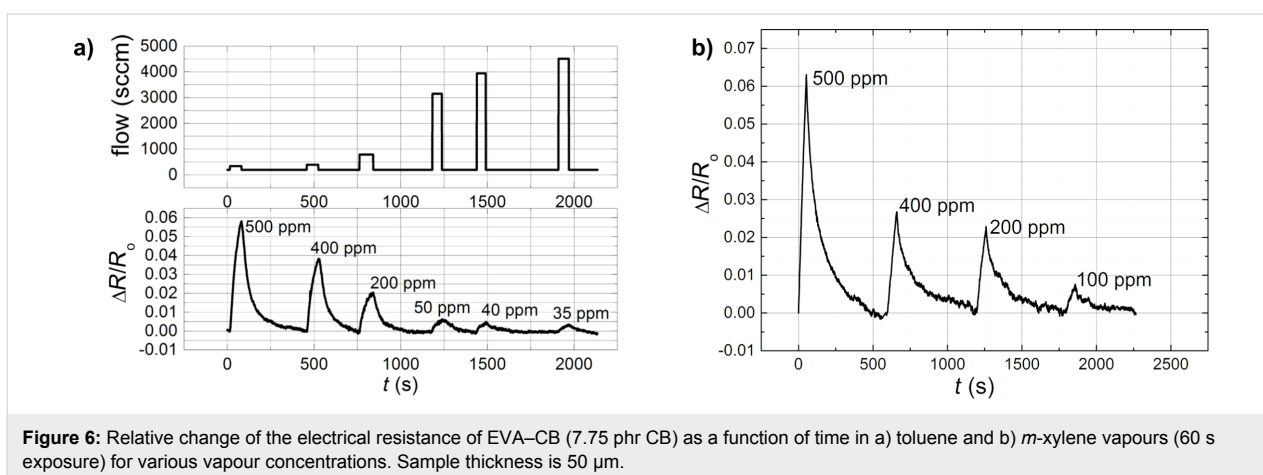 a)
5000
4000
3000
2000
1000
0
flow (sccm)
0 500 1000 1500 2000
0.06
0.05
0.04
0.03
0.02
0.01
0.00
-0.01
ΔR/Ro
500 ppm
400 ppm
200 ppm
50 ppm
40 ppm
35 ppm
0 500 1000 1500 2000
t (s)
b)
0.07
0.06
0.05
0.04
0.03
0.02
0.01
0.00
-0.01
ΔR/Ro
500 ppm
400 ppm
200 ppm
100 ppm
0 500 1000 1500 2000 2500
t (s)
Figure 6: Relative change of the electrical resistance of EVA–CB (7.75 phr CB) as a function of time in a) toluene and b) m-xylene vapours (60 s
exposure) for various vapour concentrations. Sample thickness is 50 µm.